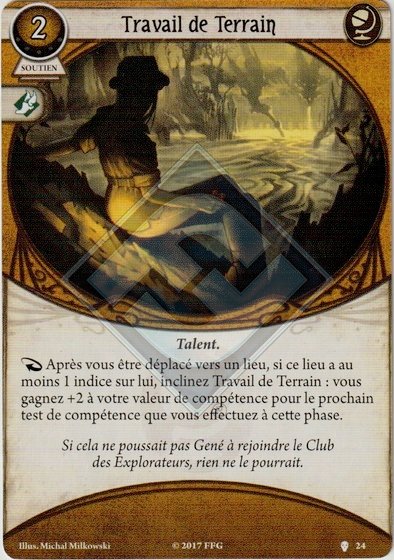 2
Travail de Terrain
SOUTIEN
Talent.
Après vous être déplacé vers un lieu, si ce lieu a au
moins 1 indice sur lui, inclinez Travail de Terrain : vous
gagnez +2 à votre valeur de compétence pour le prochain
test de compétence que vous effectuez à cette phase.
Si cela ne poussait pas Gené à rejoindre le Club
des Explorateurs, rien ne le pourrait.
Illus. Michal Milkowski
© 2017 FFG
24